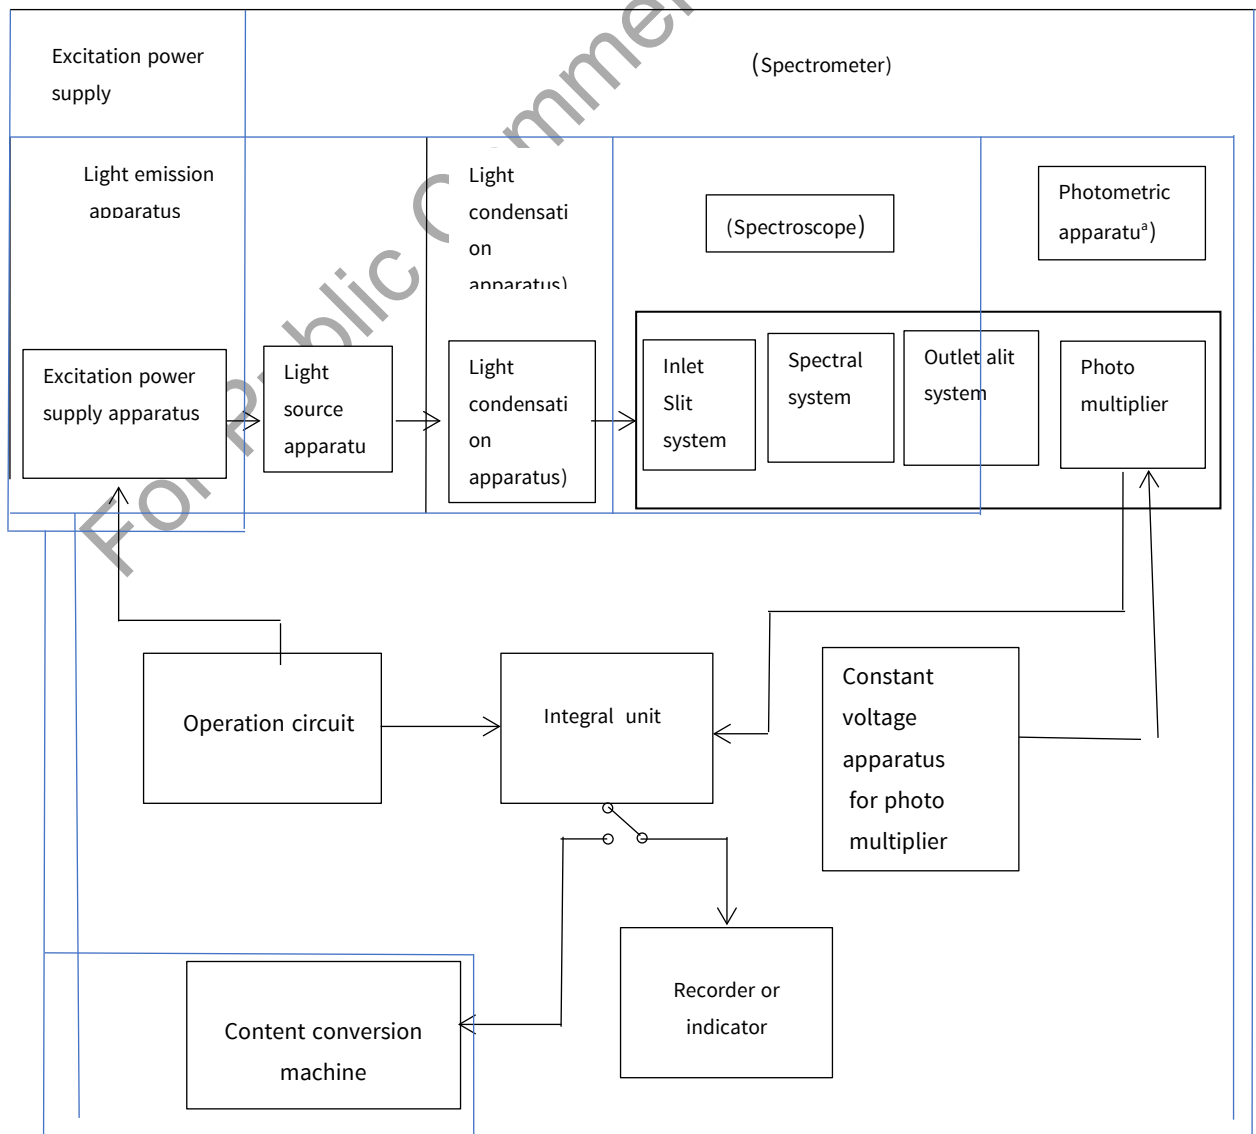 Excitation power
supply
(Spectrometer)
Light emission
apparatus
Light
condensati
on
apparatus)
(Spectroscope)
Photometric
apparatuᵃ)
Excitation power
supply apparatus
Light
source
apparatu
Light
condensati
on
apparatus)
Inlet
Slit
system
Spectral
system
Outlet alit
system
Photo
multiplier
Operation circuit
Integral unit
Constant
voltage
apparatus
for photo
multiplier
Recorder or
indicator
Content conversion
machine